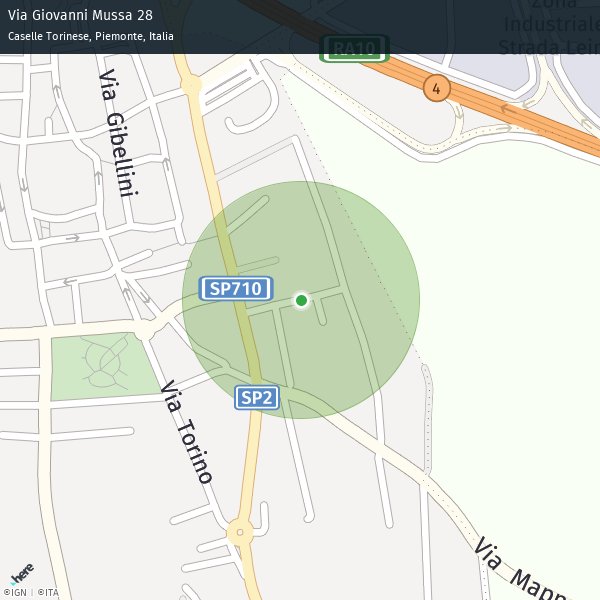 Via Giovanni Mussa 28
Caselle Torinese, Piemonte, Italia
Zona
Industriale
Strada Lein
RA10
4
Via Gibellini
SP710
SP2
Via Torino
Via Mapp
here
©IGN | ©ITA